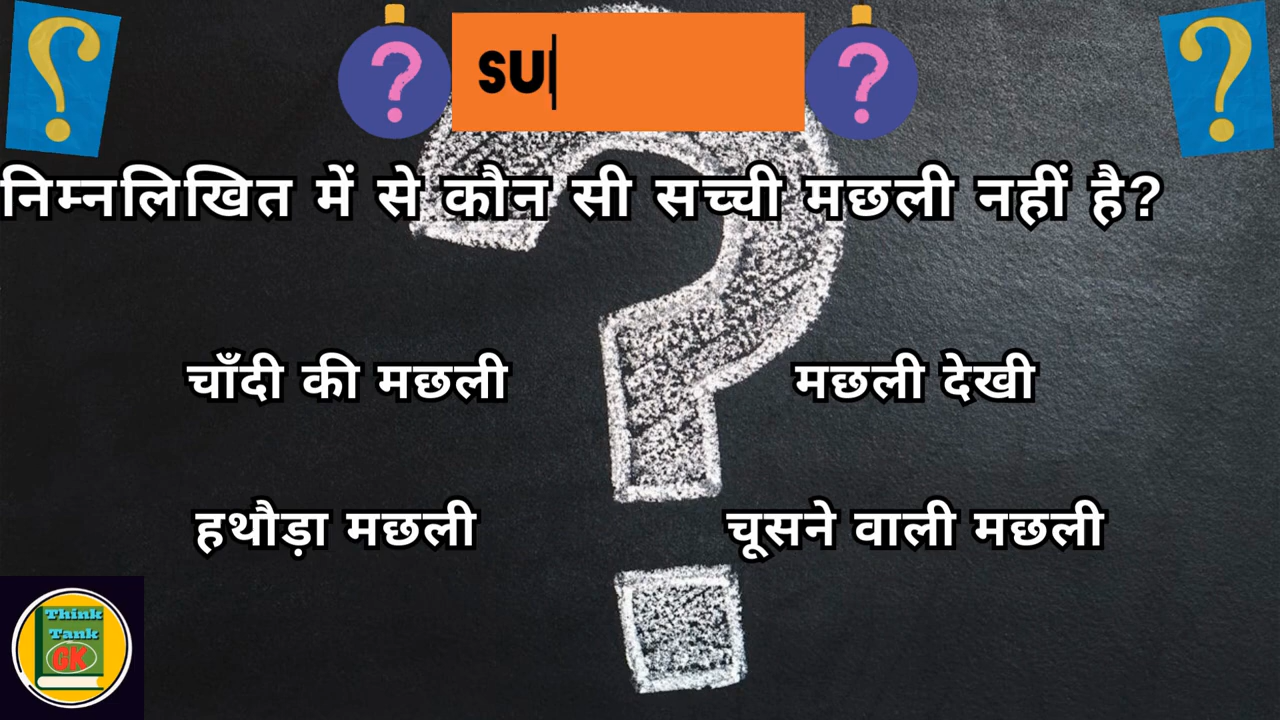 SU
निम्नलिखित में से कौन सी सच्ची मछली नहीं है?
चाँदी की मछली
मछली देखी
हथौड़ा मछली
चूसने वाली मछली
Think
Tank
GK